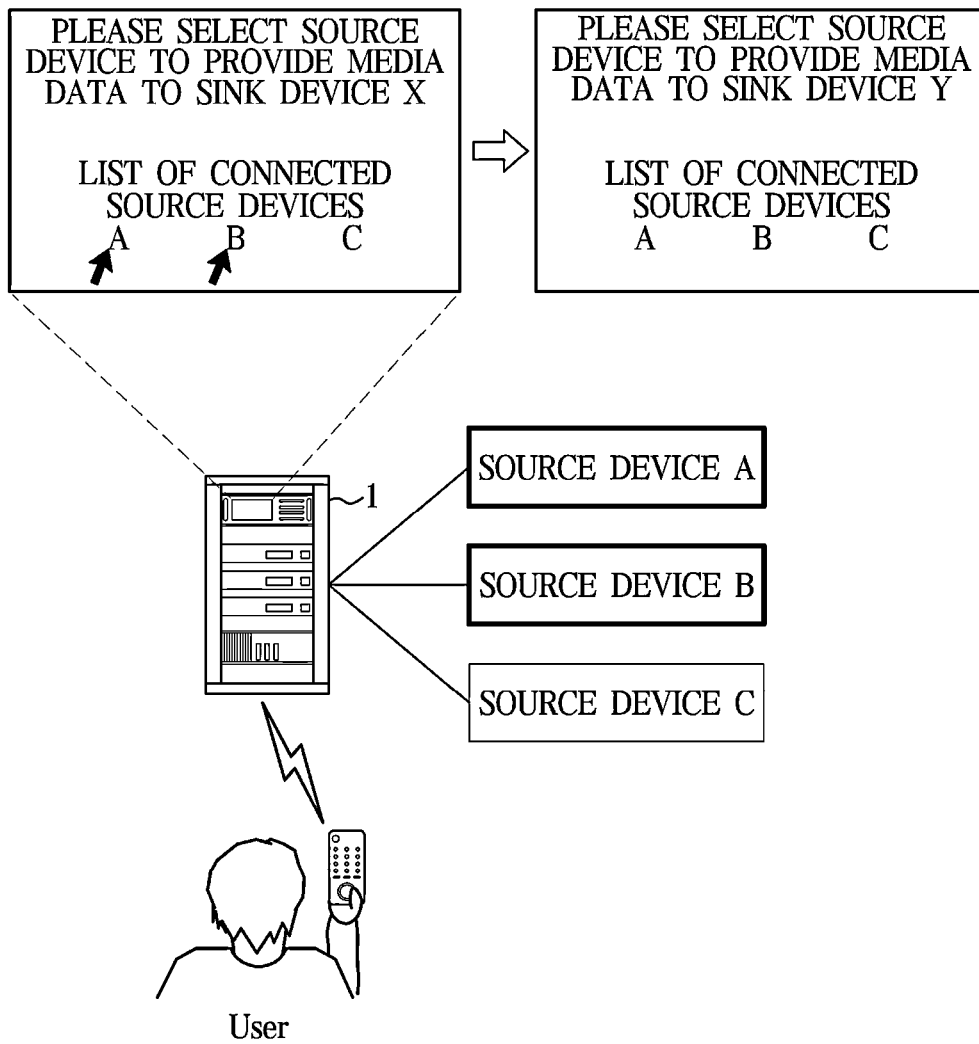 PLEASE SELECT SOURCE
DEVICE TO PROVIDE MEDIA
DATA TO SINK DEVICE X
LIST OF CONNECTED
SOURCE DEVICES
A B C
PLEASE SELECT SOURCE
DEVICE TO PROVIDE MEDIA
DATA TO SINK DEVICE Y
LIST OF CONNECTED
SOURCE DEVICES
A B C
1
SOURCE DEVICE A
SOURCE DEVICE B
SOURCE DEVICE C
User